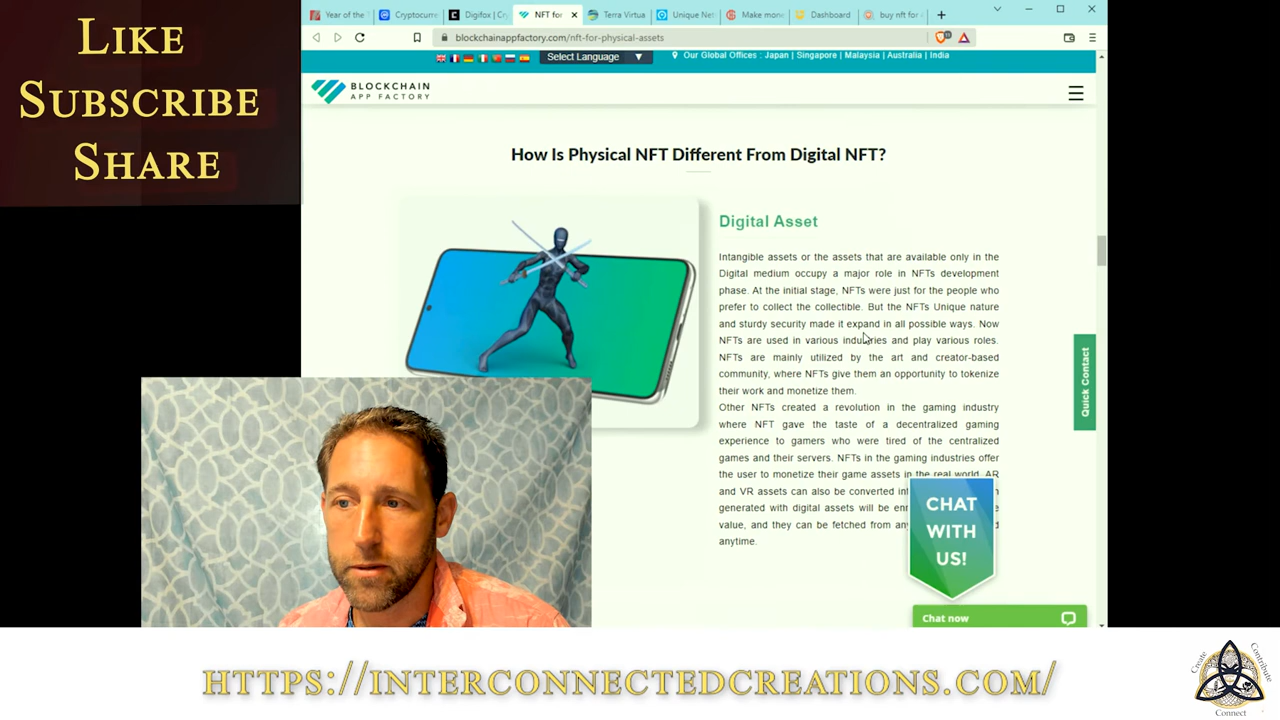 Like
Subscribe
Share
Year of the T
Cryptocurre
Digifox | Cry
NFT for
Terra Virtua
Unique Net
Make mone
Dashboard
buy nft for A
blockchainappfactory.com/nft-for-physical-assets
Select Language
Our Global Offices : Japan | Singapore | Malaysia | Australia | India
BLOCKCHAIN
APP FACTORY
How Is Physical NFT Different From Digital NFT?
Digital Asset
Intangible assets or the assets that are available only in the
Digital medium occupy a major role in NFTs development
phase. At the initial stage, NFTs were just for the people who
prefer to collect the collectible. But the NFTs Unique nature
and sturdy security made it expand in all possible ways. Now
NFTs are used in various industries and play various roles.
NFTs are mainly utilized by the art and creator-based
community, where NFTs give them an opportunity to tokenize
their work and monetize them.
Other NFTs created a revolution in the gaming industry
where NFT gave the taste of a decentralized gaming
experience to gamers who were tired of the centralized
games and their servers. NFTs in the gaming industries offer
the user to monetize their game assets in the real world. AR
and VR assets can also be converted
generated with digital assets will be
value, and they can be fetched from
anytime.
Quick Contact
CHAT
WITH
US!
Chat now
HTTPS://INTERCONNECTEDCREATIONS.COM/
Create
Contribute
Connect